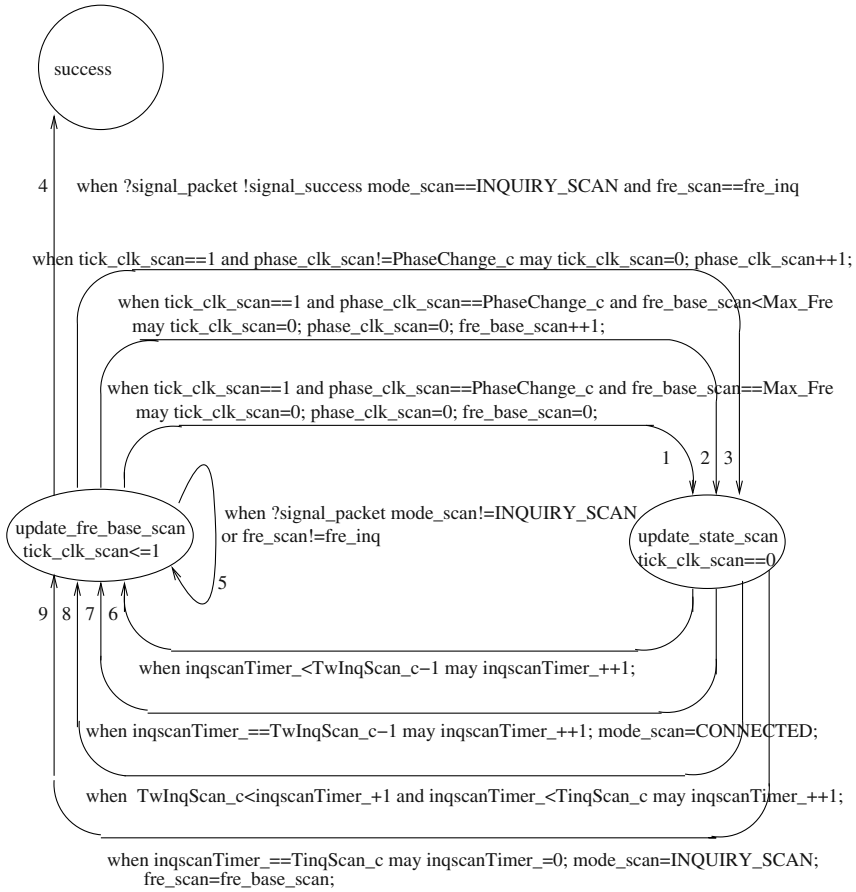 success
4
when ?signal_packet !signal_success mode_scan==INQUIRY_SCAN and fre_scan==fre_inq
when tick_clk_scan==1 and phase_clk_scan!=PhaseChange_c may tick_clk_scan=0; phase_clk_scan++1;
when tick_clk_scan==1 and phase_clk_scan==PhaseChange_c and fre_base_scan<Max_Fre
may tick_clk_scan=0; phase_clk_scan=0; fre_base_scan++1;
when tick_clk_scan==1 and phase_clk_scan==PhaseChange_c and fre_base_scan==Max_Fre
may tick_clk_scan=0; phase_clk_scan=0; fre_base_scan=0;
1 2 3
update_fre_base_scan
tick_clk_scan<=1
when ?signal_packet mode_scan!=INQUIRY_SCAN
or fre_scan!=fre_inq
update_state_scan
tick_clk_scan==0
5
9 8 7 6
when inqscanTimer_<TwInqScan_c−1 may inqscanTimer_++1;
when inqscanTimer_==TwInqScan_c−1 may inqscanTimer_++1; mode_scan=CONNECTED;
when TwInqScan_c<inqscanTimer_+1 and inqscanTimer_<TinqScan_c may inqscanTimer_++1;
when inqscanTimer_==TinqScan_c may inqscanTimer_=0; mode_scan=INQUIRY_SCAN;
fre_scan=fre_base_scan;